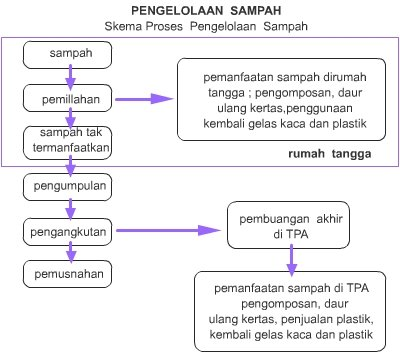 PENGELOLAAN SAMPAH
Skema Proses Pengelolaan Sampah
sampah
pemillahan
pemanfaatan sampah dirumah
tangga ; pengomposan, daur
ulang kertas,penggunaan
kembali gelas kaca dan plastik
sampah tak
termanfaatkan
rumah tangga
pengumpulan
pengangkutan
pembuangan akhir
di TPA
pemusnahan
pemanfaatan sampah di TPA
pengomposan, daur
ulang kertas, penjualan plastik,
kembali gelas kaca dan plastik